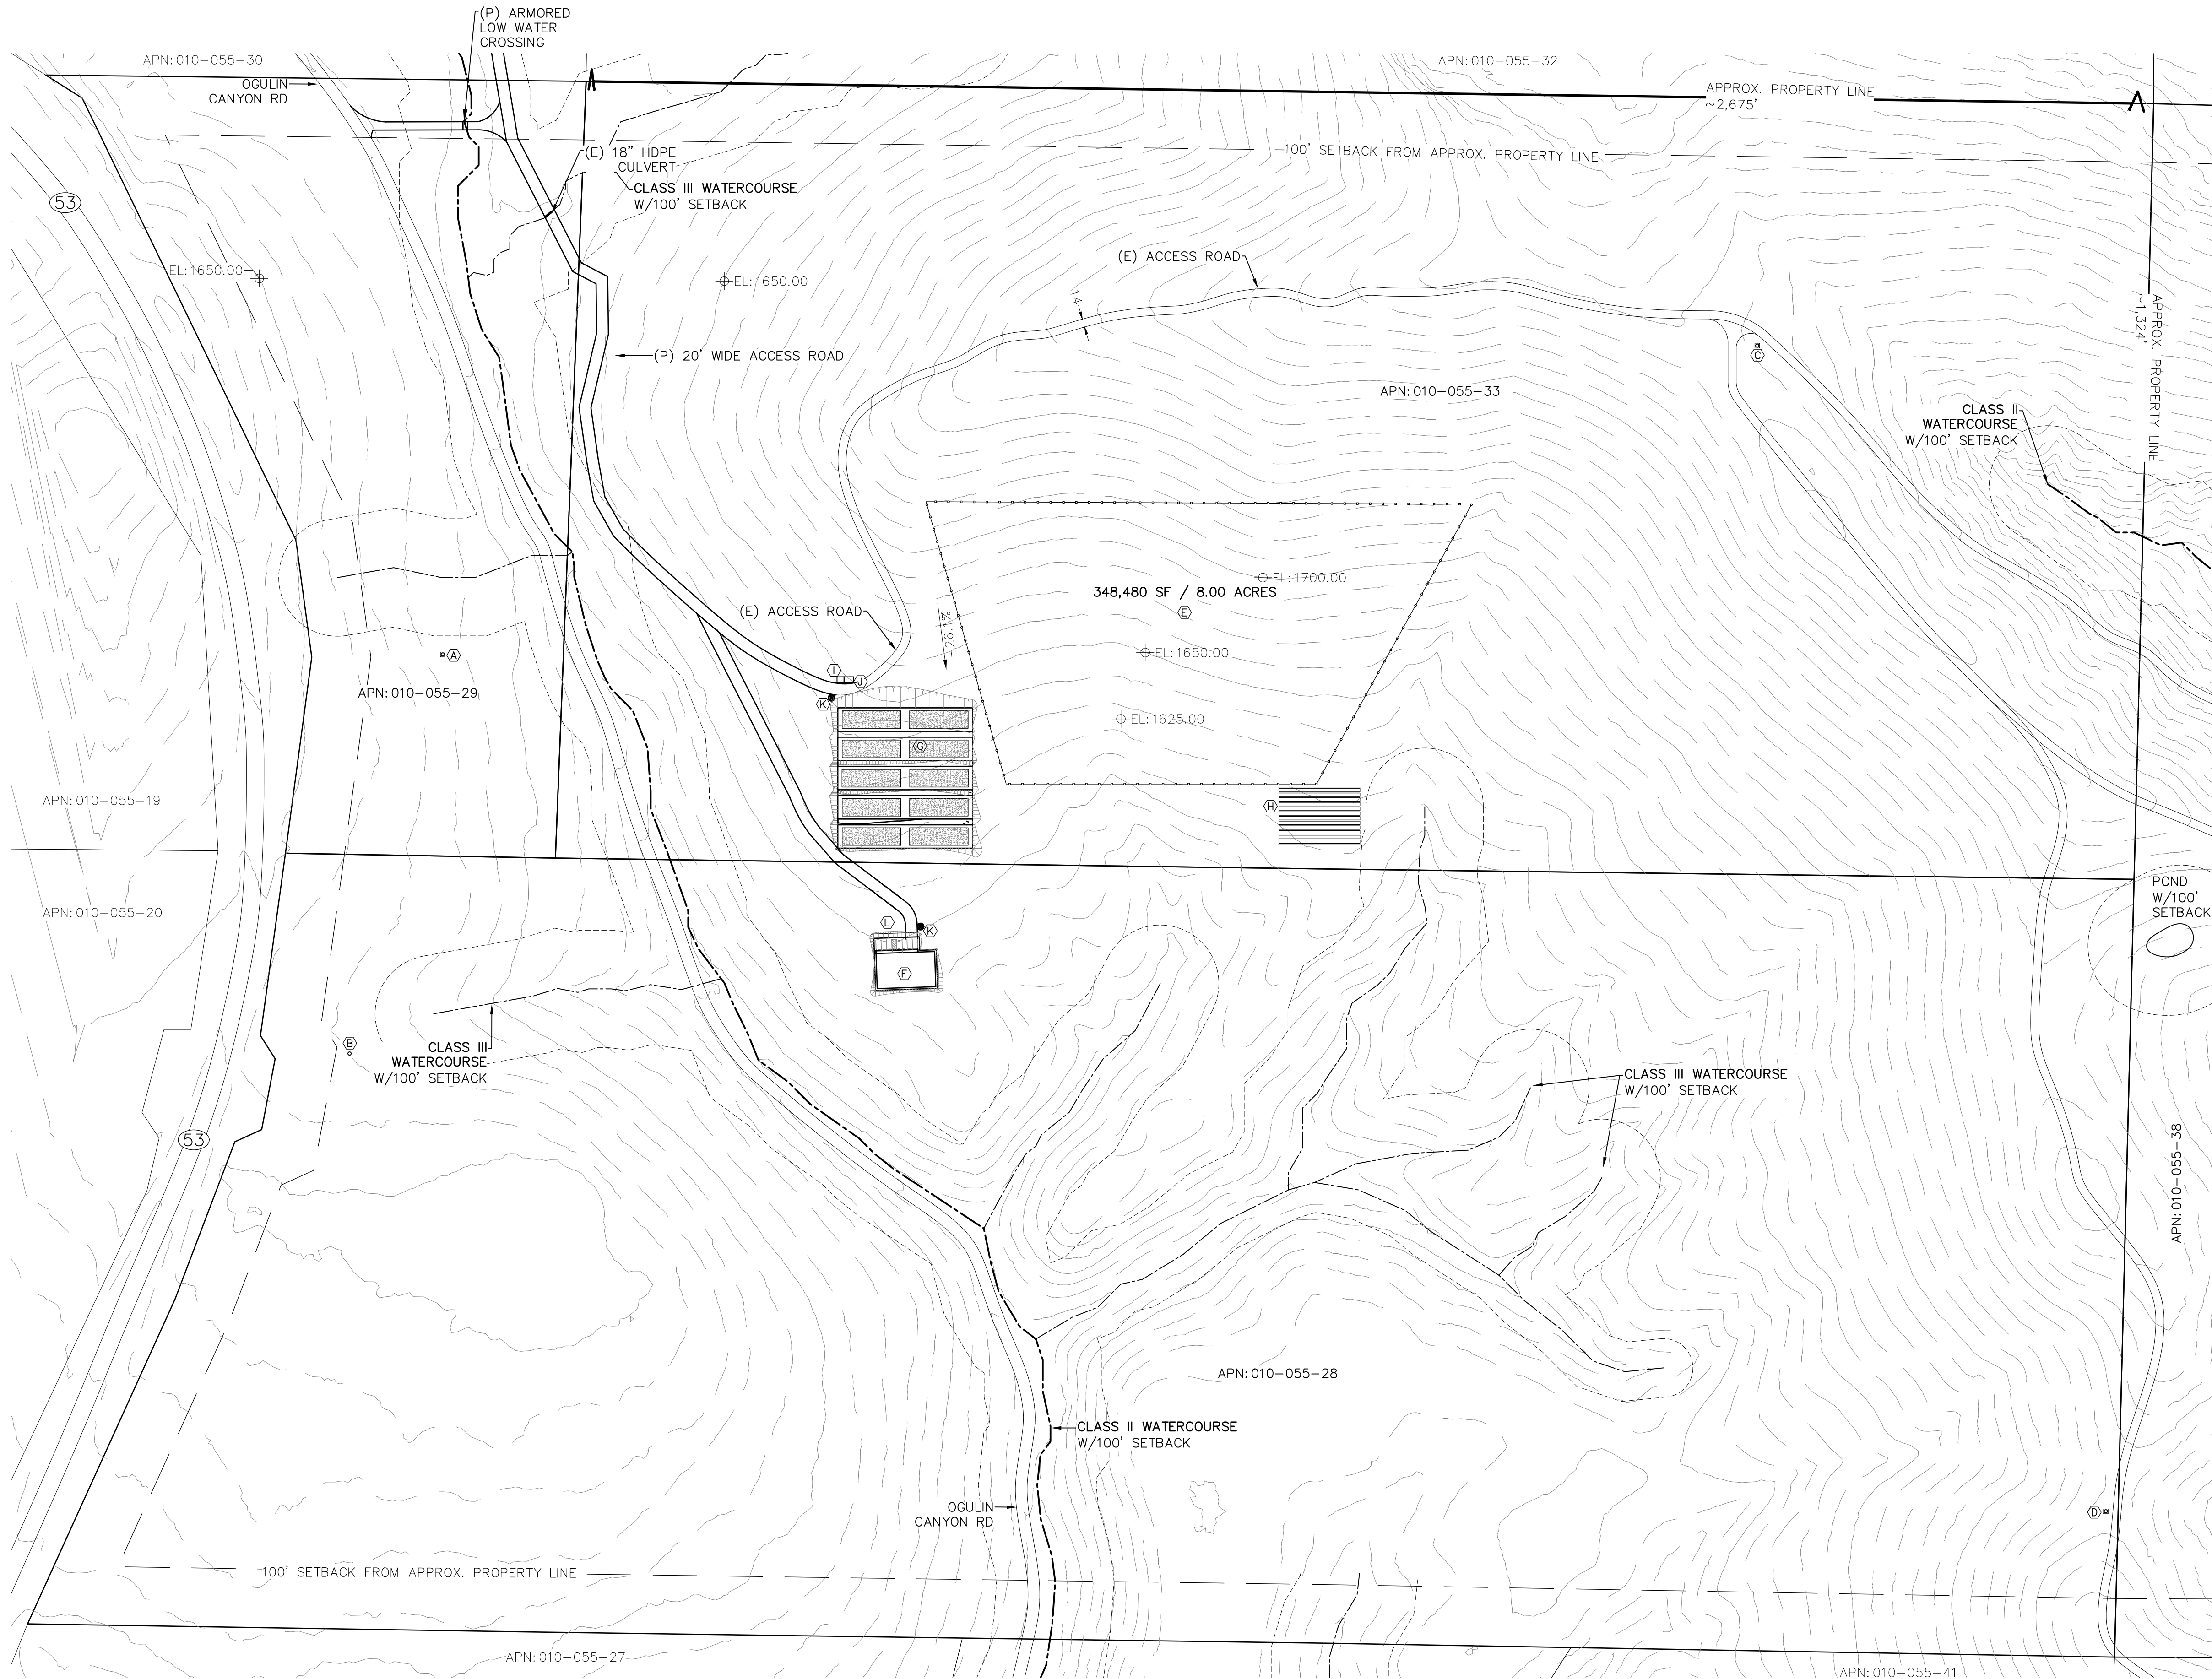 (P) ARMORED
LOW WATER
CROSSING
APN: 010-055-30
OGULIN
CANYON RD
APN: 010-055-32
APPROX. PROPERTY LINE
~2,675'
(E) 18" HDPE
CULVERT
100' SETBACK FROM APPROX. PROPERTY LINE
CLASS III WATERCOURSE
W/100' SETBACK
53
EL: 1650.00
EL: 1650.00
(E) ACCESS ROAD
14'
APPROX. PROPERTY LINE
~1,324'
(P) 20' WIDE ACCESS ROAD
C
APN: 010-055-33
CLASS II
WATERCOURSE
W/100' SETBACK
EL: 1700.00
348,480 SF / 8.00 ACRES
E
(E) ACCESS ROAD
-26.1%
A
EL: 1650.00
I
J
APN: 010-055-29
K
EL: 1625.00
G
APN: 010-055-19
H
POND
W/100'
SETBACK
APN: 010-055-20
L
K
F
B
CLASS III
WATERCOURSE
W/100' SETBACK
CLASS III WATERCOURSE
W/100' SETBACK
53
APN: 010-055-38
APN: 010-055-28
CLASS II WATERCOURSE
W/100' SETBACK
OGULIN
CANYON RD
D
100' SETBACK FROM APPROX. PROPERTY LINE
APN: 010-055-27
APN: 010-055-41